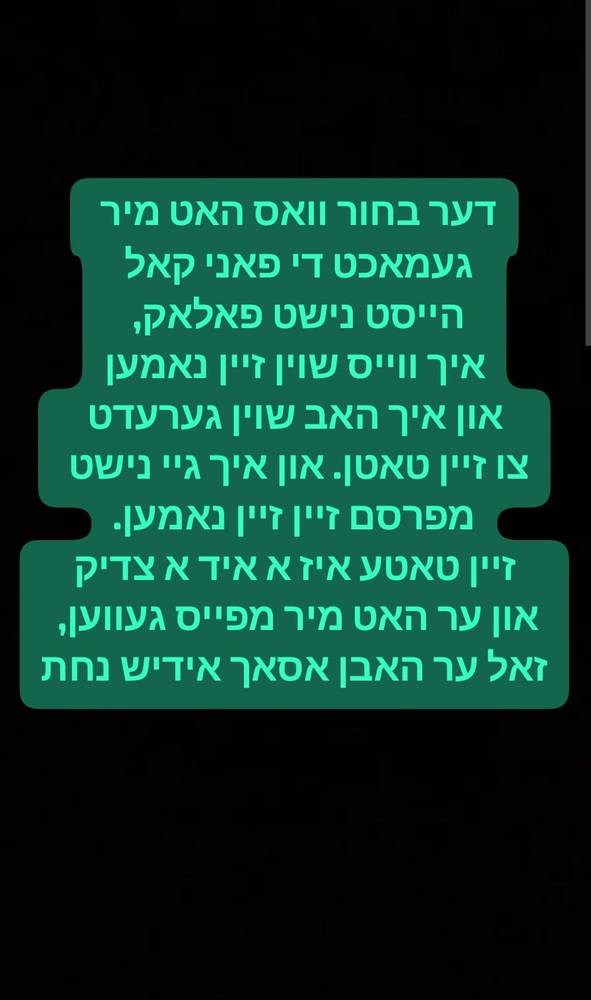 דער בחור וואס האט מיר
געמאכט די פאני קאל
הייסט נישט פאלאק,
איך ווייס שוין זיין נאמען
און איך האב שוין גערעדט
צו זיין טאטן. און איך גיי נישט
מפרסם זיין זיין נאמען.
זיין טאטע איז א איד א צדיק
און ער האט מיר מפייס געווען,
זאל ער האבן אסאך אידיש נחת